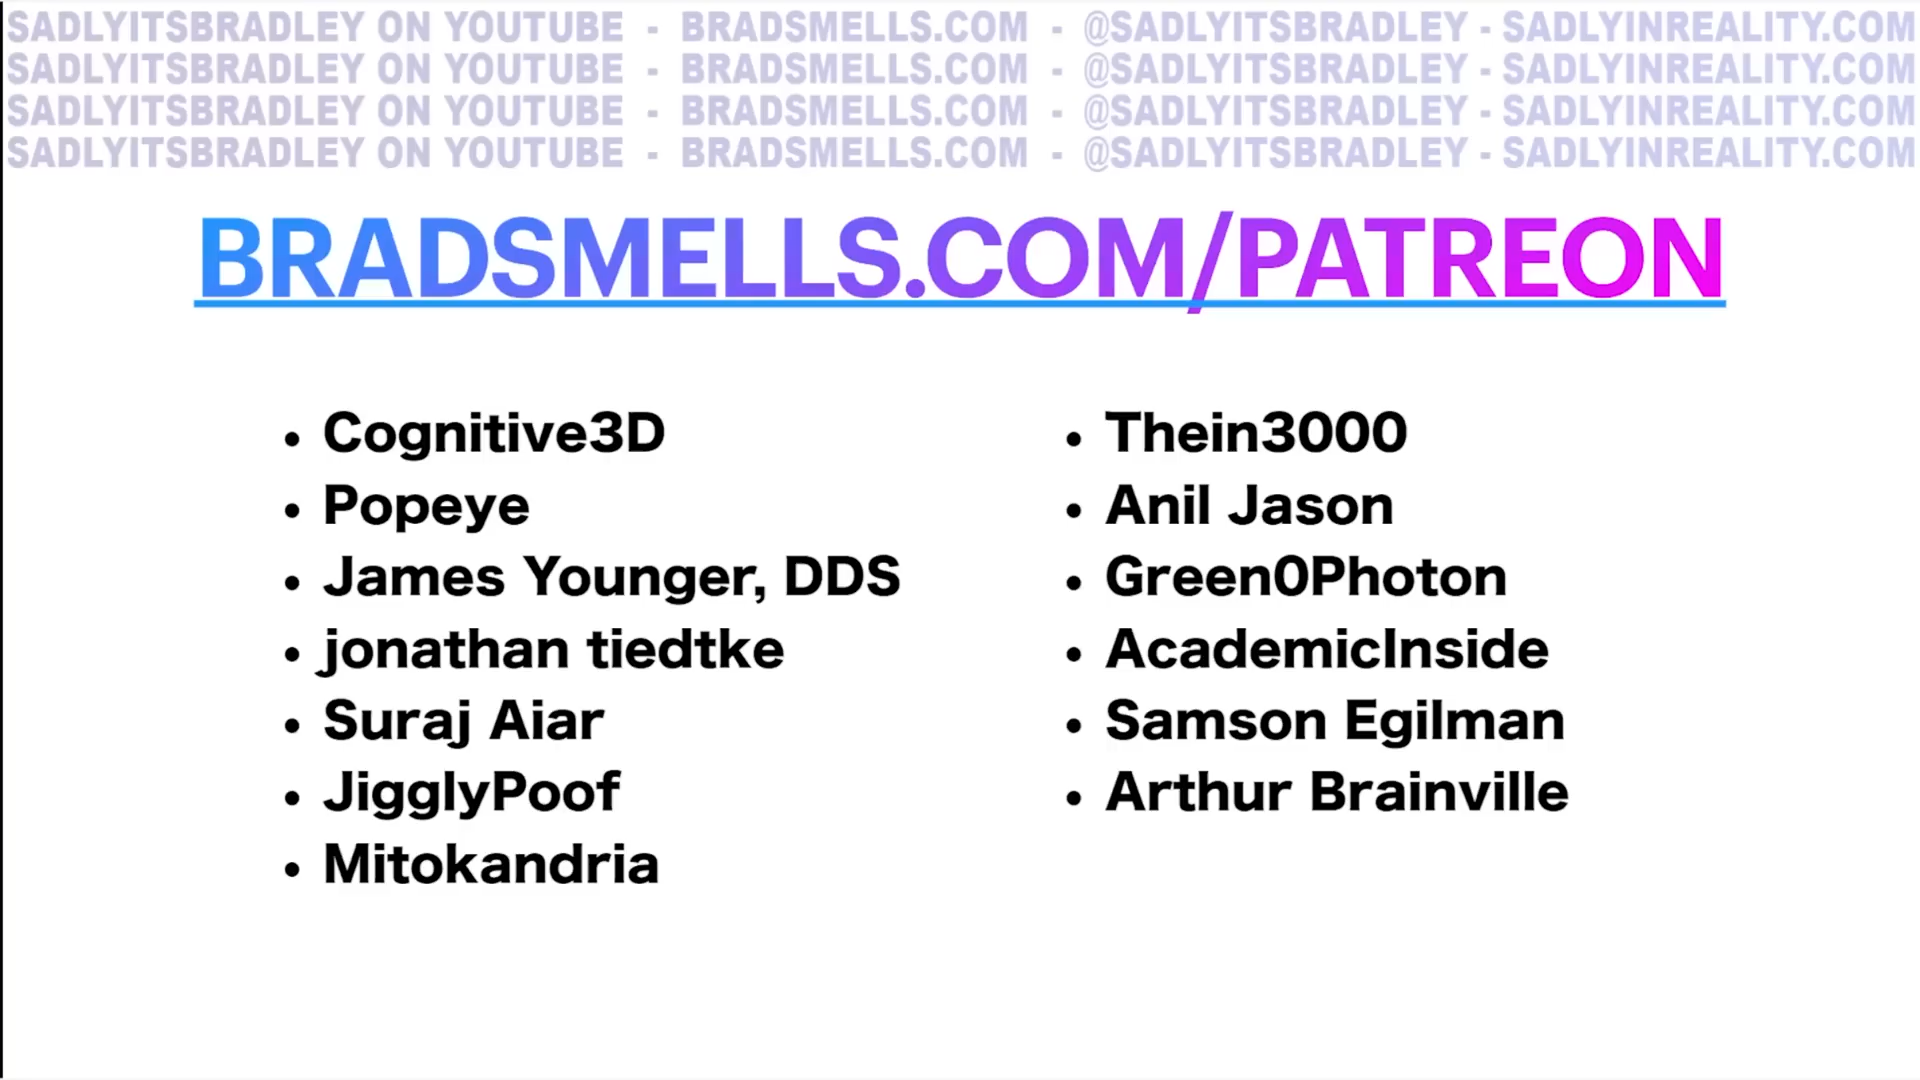 SADLYITSBRADLEY ON YOUTUBE - BRADSMELLS.COM - @SADLYITSBRADLEY - SADLYINREALITY.COM
SADLYITSBRADLEY ON YOUTUBE - BRADSMELLS.COM - @SADLYITSBRADLEY - SADLYINREALITY.COM
SADLYITSBRADLEY ON YOUTUBE - BRADSMELLS.COM - @SADLYITSBRADLEY - SADLYINREALITY.COM
SADLYITSBRADLEY ON YOUTUBE - BRADSMELLS.COM - @SADLYITSBRADLEY - SADLYINREALITY.COM
BRADSMELLS.COM/PATREON
• Cognitive3D
• Popeye
• James Younger, DDS
• jonathan tiedtke
• Suraj Aiar
• JigglyPoof
• Mitokandria
• Thein3000
• Anil Jason
• Green0Photon
• AcademicInside
• Samson Egilman
• Arthur Brainville